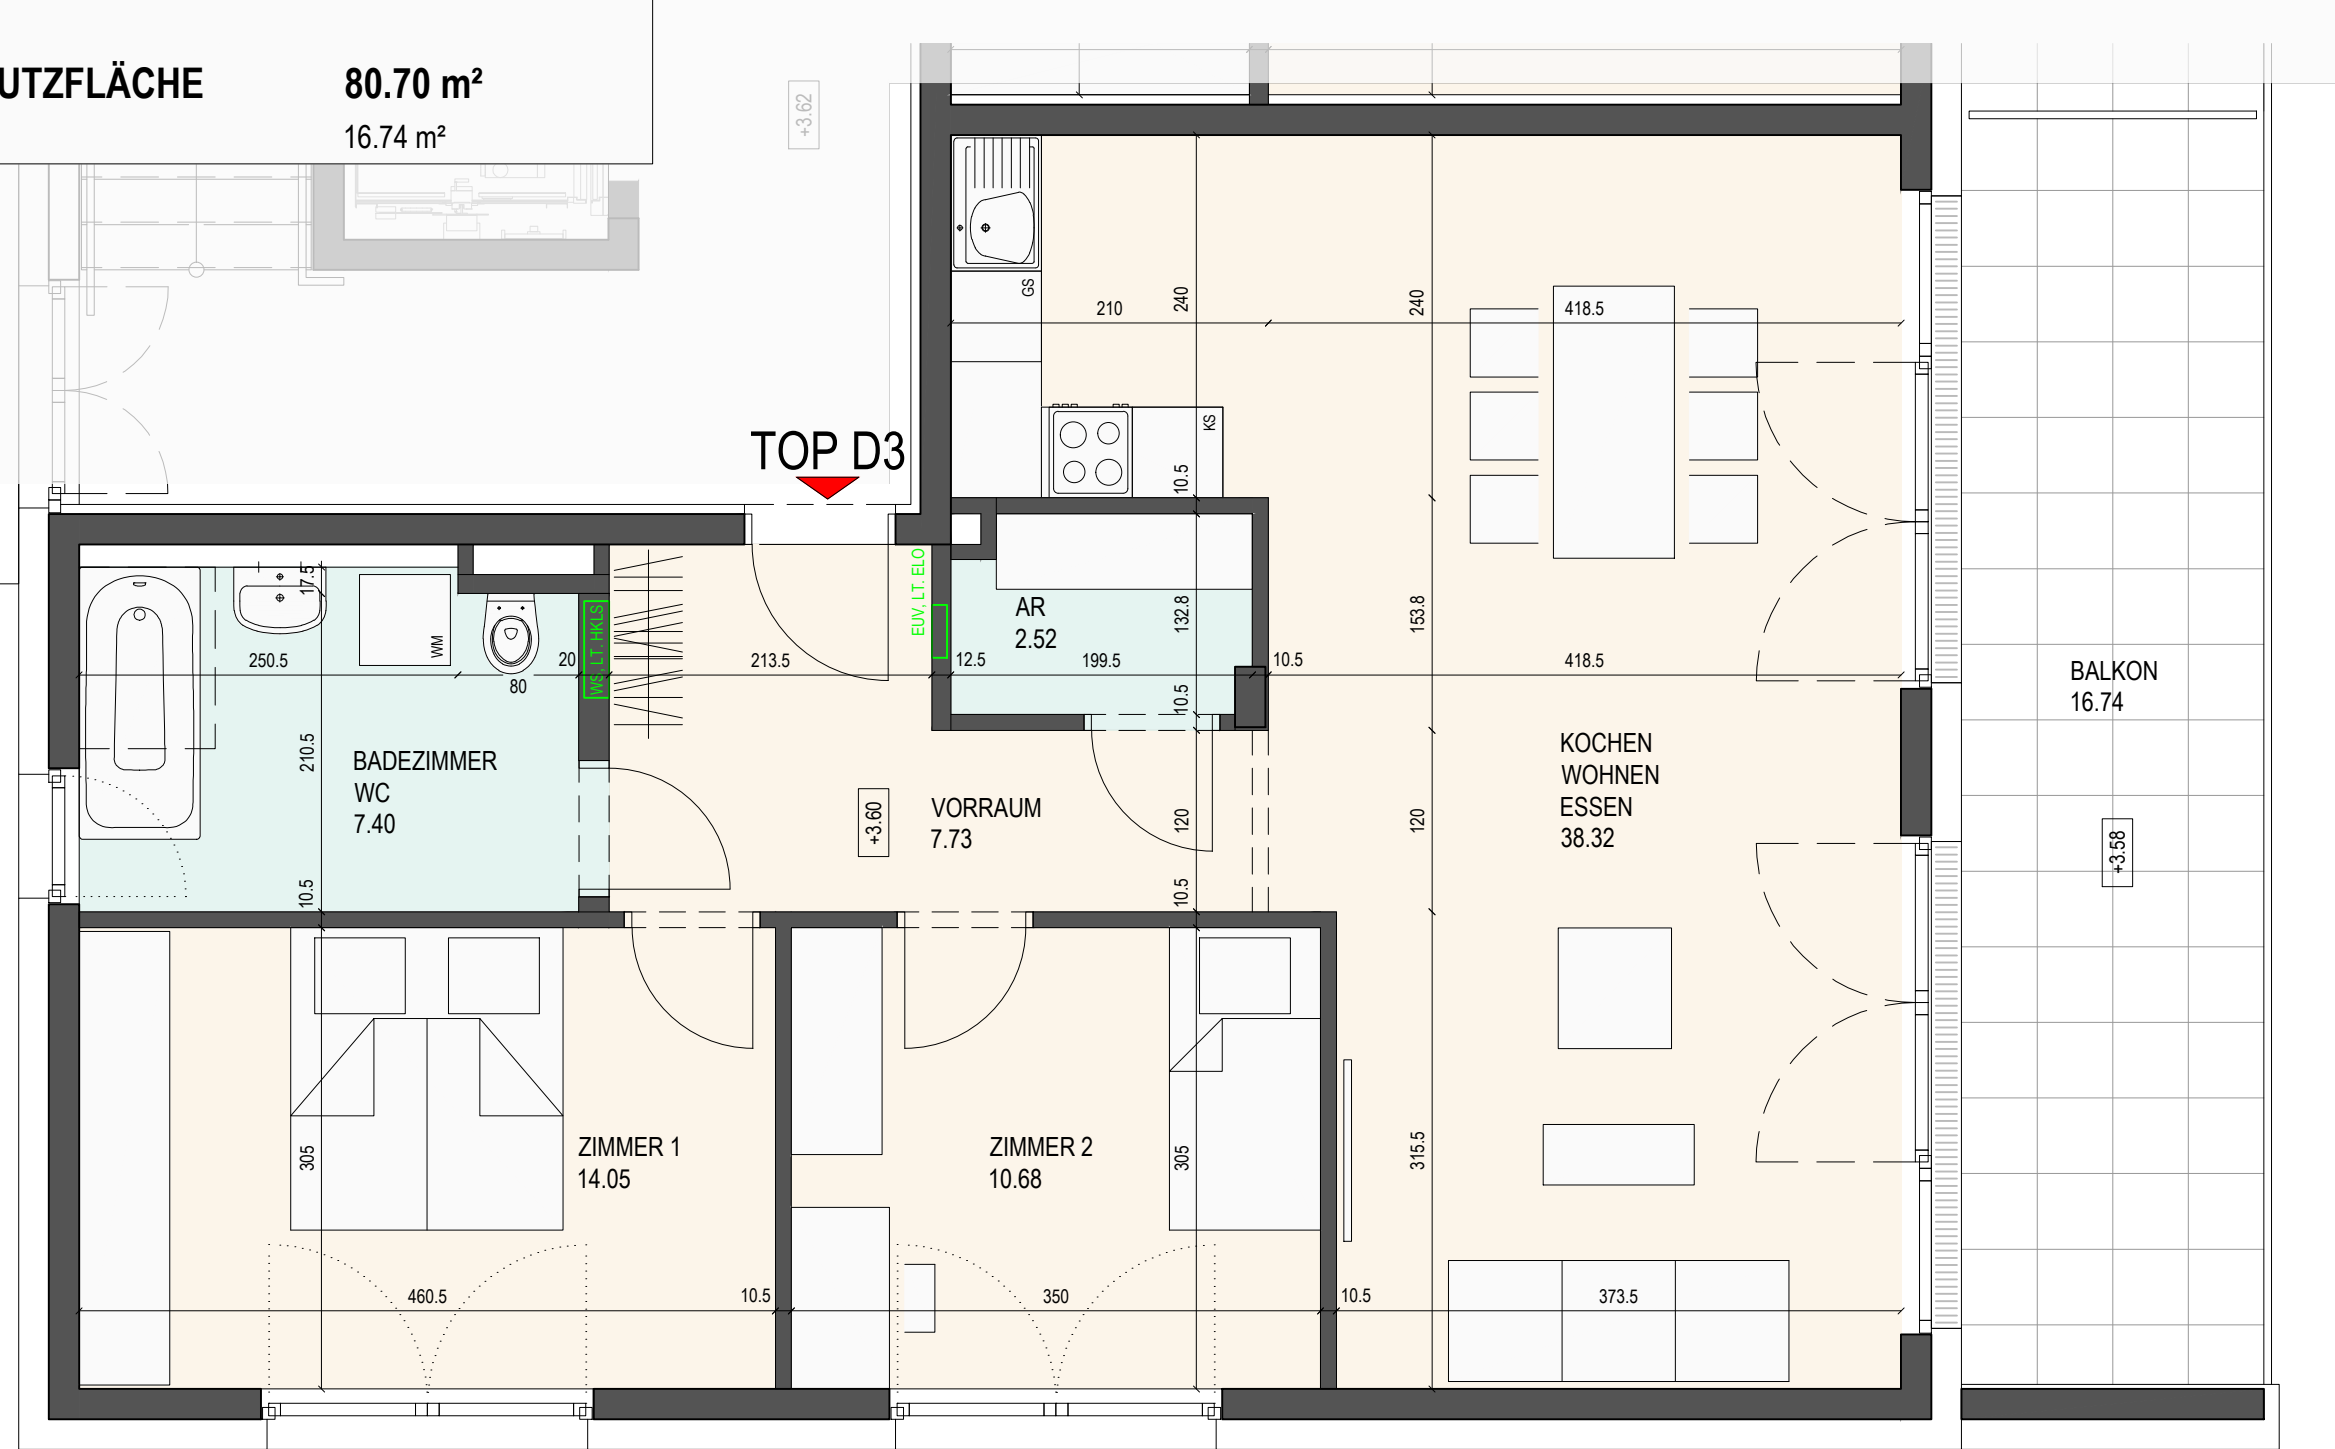 UTZFLÄCHE 80.70 m²
16.74 m²
+3.62
TOP D3
GS
KS
210
240
240
418.5
10.5
EUV, LT. ELO
AR
2.52
132.8
153.8
17.5
WM
WS, LT. HKLS
250.5
20
80
213.5
12.5
199.5
10.5
418.5
10.5
BADEZIMMER
WC
7.40
210.5
10.5
+3.60
VORRAUM
7.73
120
120
10.5
KOCHEN
WOHNEN
ESSEN
38.32
BALKON
16.74
+3.58
ZIMMER 1
14.05
305
ZIMMER 2
10.68
305
315.5
460.5
10.5
350
10.5
373.5